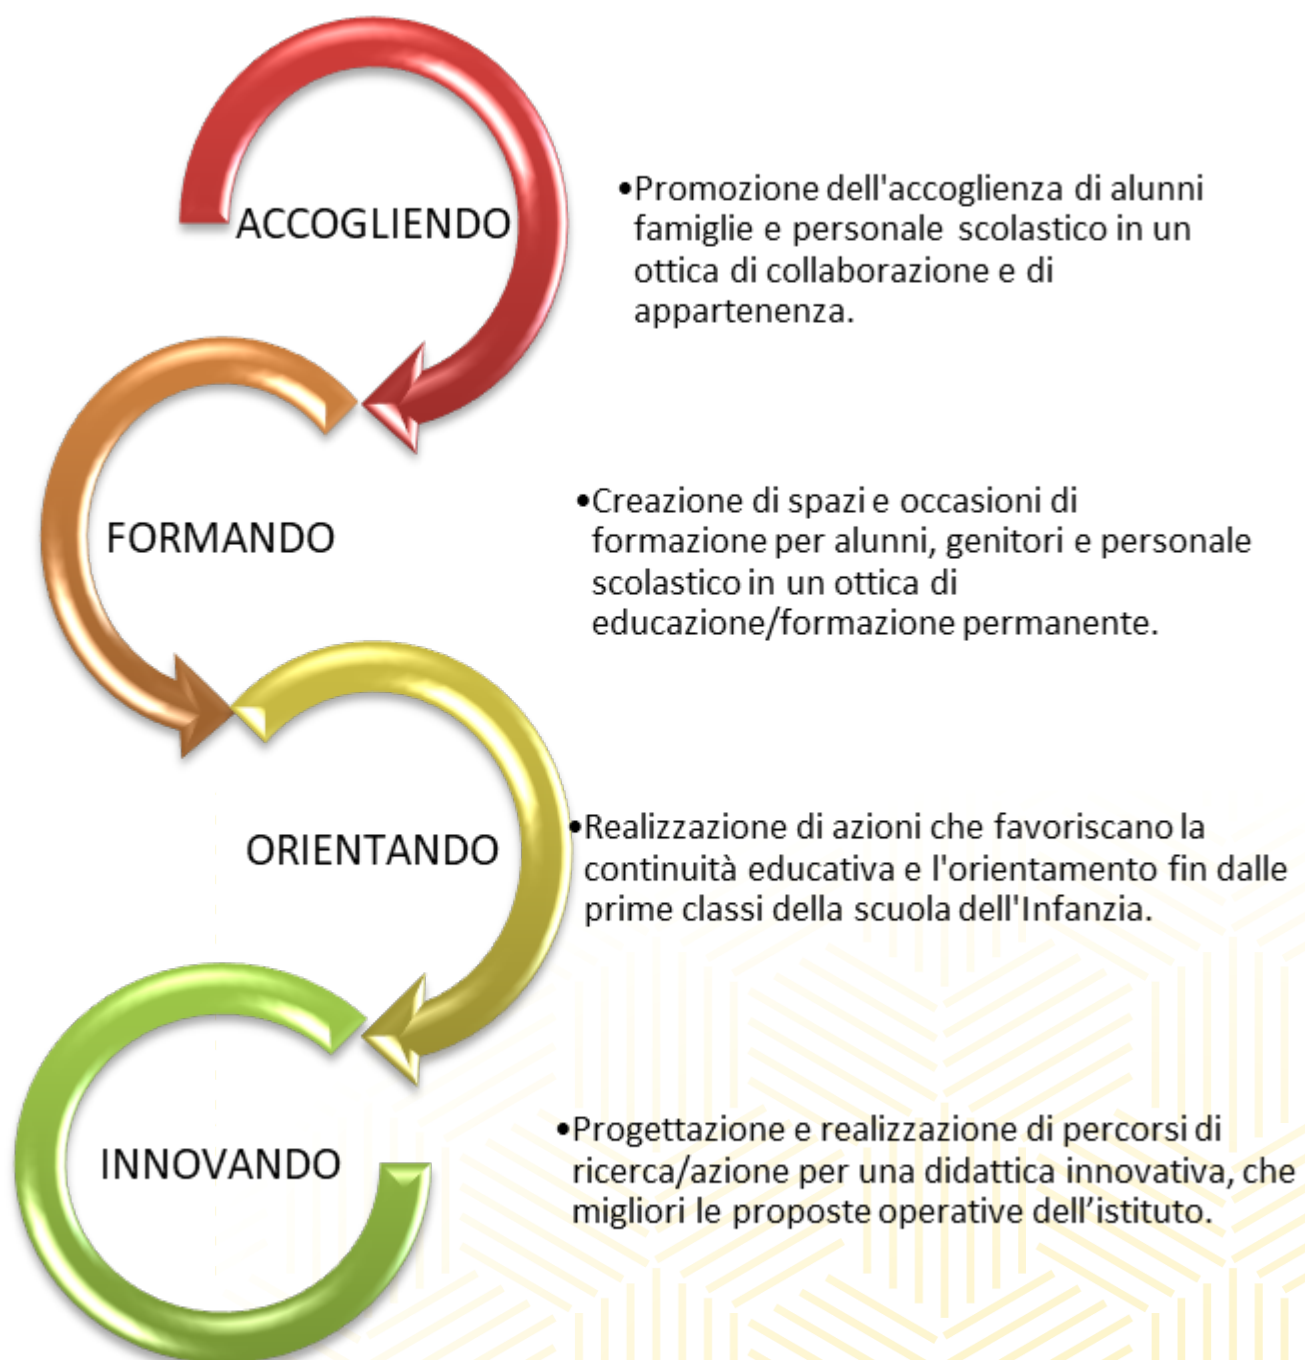 ACCOGLIENDO
•Promozione dell'accoglienza di alunni
famiglie e personale scolastico in un
ottica di collaborazione e di
appartenenza.
FORMANDO
•Creazione di spazi e occasioni di
formazione per alunni, genitori e personale
scolastico in un ottica di
educazione/formazione permanente.
ORIENTANDO
•Realizzazione di azioni che favoriscano la
continuità educativa e l'orientamento fin dalle
prime classi della scuola dell'Infanzia.
INNOVANDO
•Progettazione e realizzazione di percorsi di
ricerca/azione per una didattica innovativa, che
migliori le proposte operative dell’istituto.